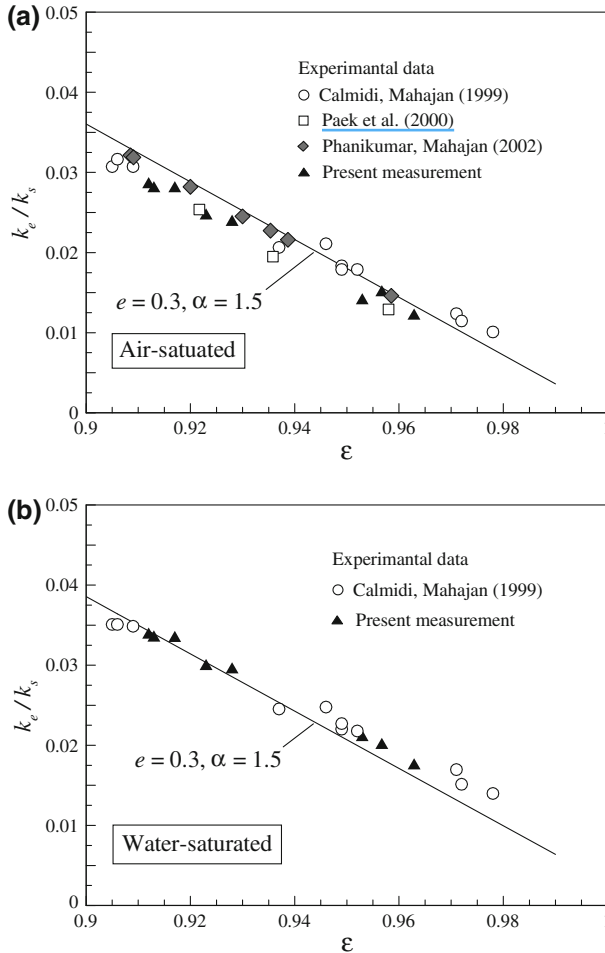 (a)
0.05
0.04
0.03
0.02
0.01
0
k_e / k_s
Experimantal data
Calmidi, Mahajan (1999)
Paek et al. (2000)
Phanikumar, Mahajan (2002)
Present measurement
e = 0.3, α = 1.5
Air-satuated
0.9 0.92 0.94 0.96 0.98
ε
(b)
0.05
0.04
0.03
0.02
0.01
0
k_e / k_s
Experimantal data
Calmidi, Mahajan (1999)
Present measurement
e = 0.3, α = 1.5
Water-saturated
0.9 0.92 0.94 0.96 0.98
ε